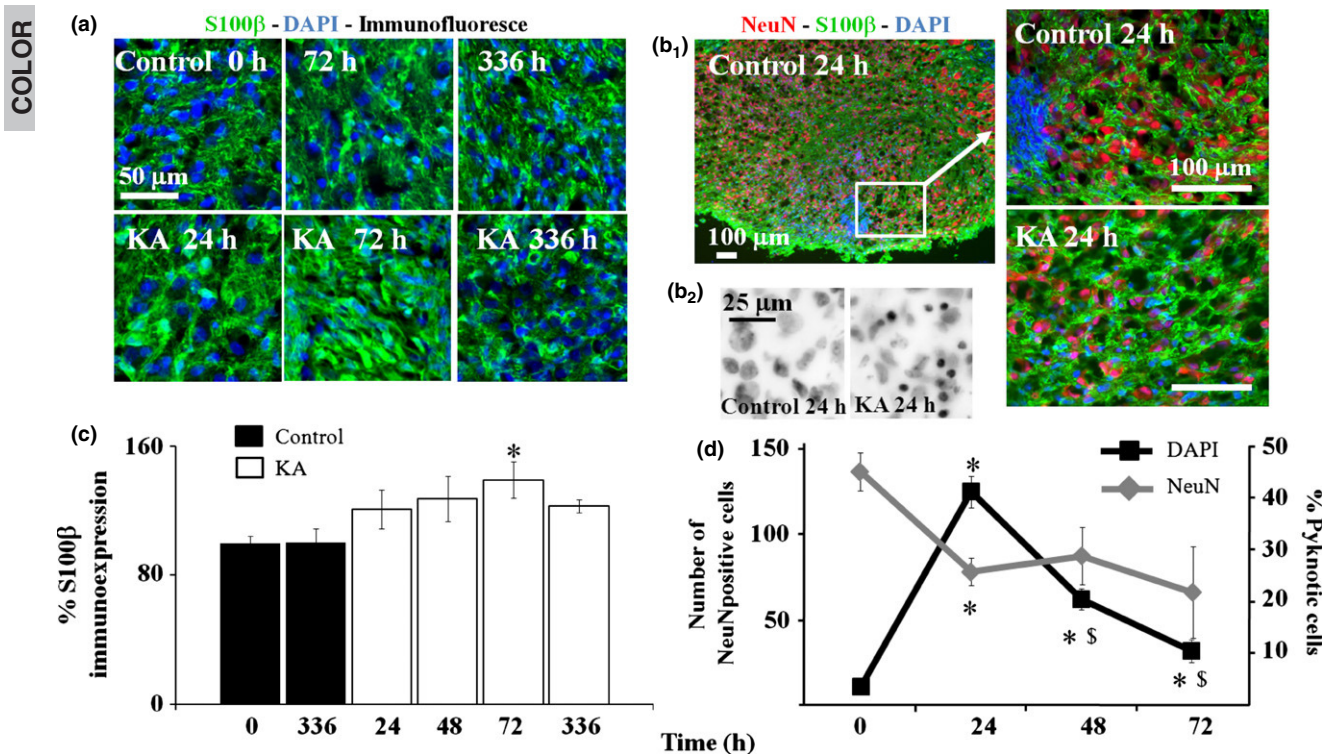 COLOR
(a)
S100β - DAPI - Immunofluoresce
Control 0 h
72 h
336 h
50 μm
KA 24 h
KA 72 h
KA 336 h
(b1)
NeuN - S100β - DAPI
Control 24 h
100 μm
Control 24 h
100 μm
KA 24 h
(b2)
25 μm
Control 24 h
KA 24 h
(c)
Control
KA
% S100β
immunoexpression
160
80
0
*
0
336
24
48
72
336
Time (h)
(d)
DAPI
NeuN
Number of
NeuNpositive cells
150
100
50
% Pyknotic cells
50
40
30
20
10
*
*
* $
* $
0
24
48
72